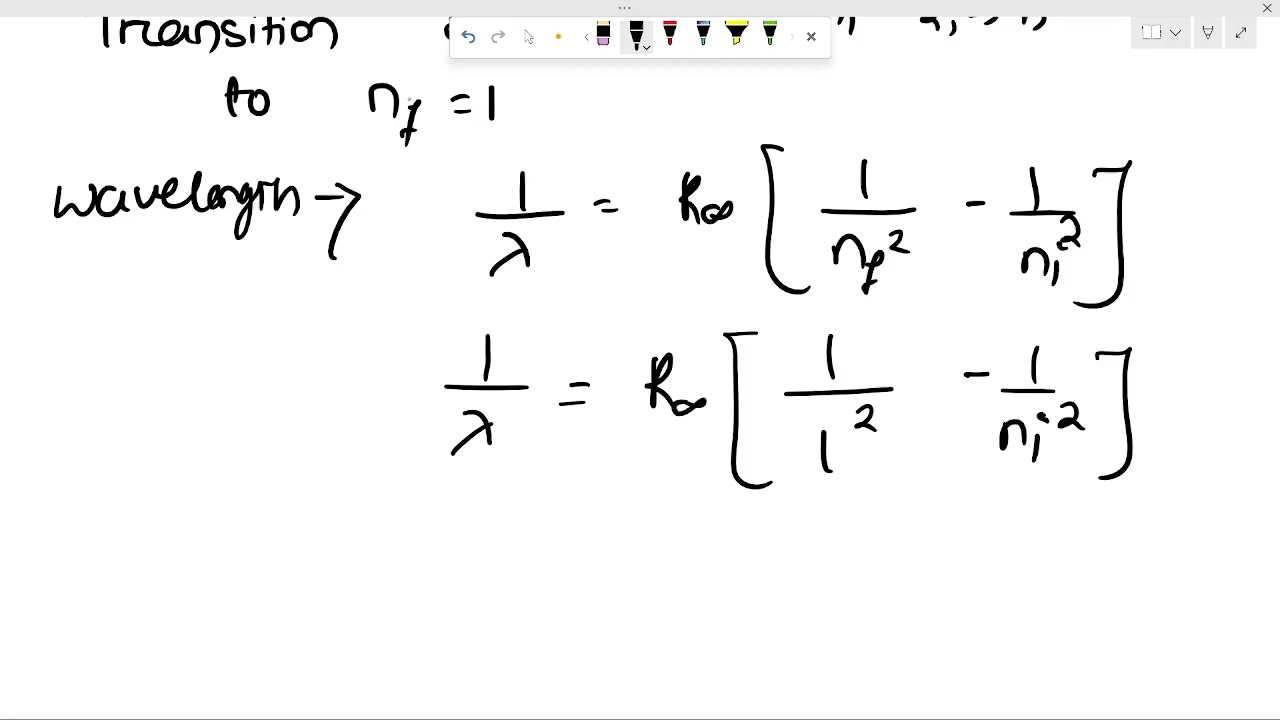 Transition
to n_f = 1
wavelength → 1/λ = R∞ [ 1/n_f² - 1/n_i² ]
1/λ = R∞ [ 1/1² - 1/n_i² ]